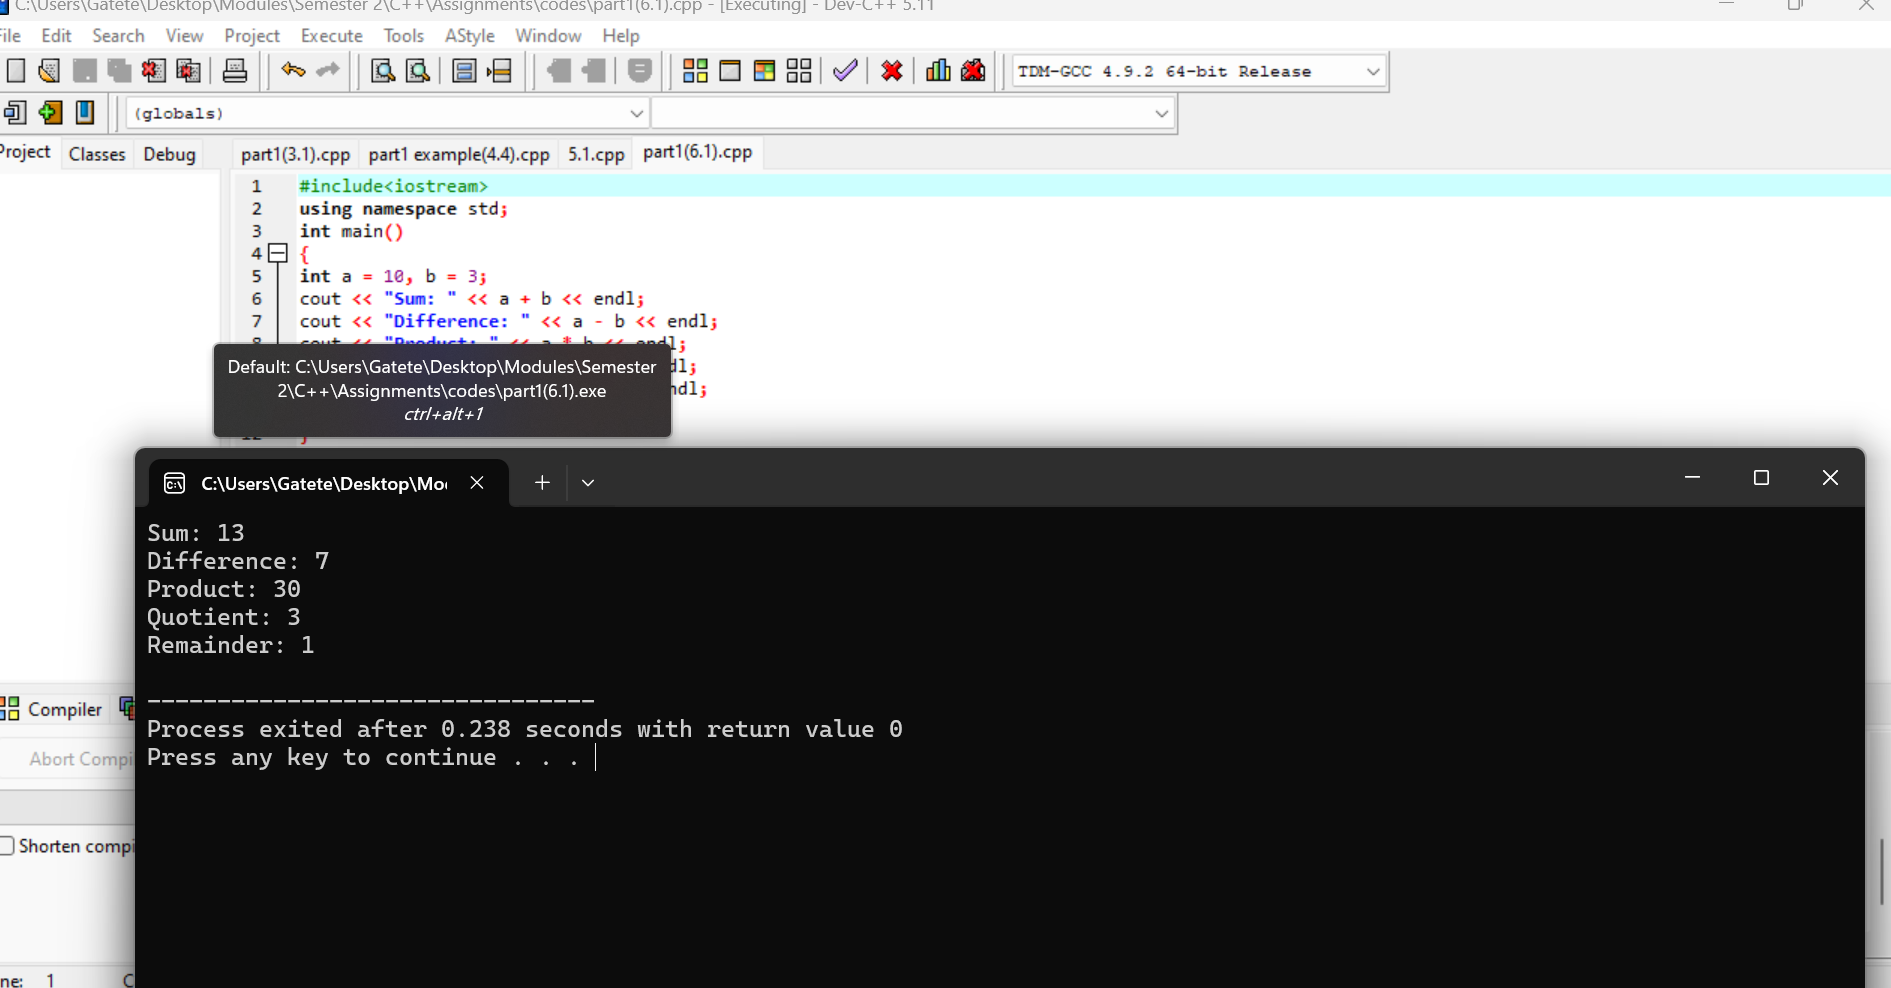 C:\Users\Gatete\Desktop\Modules\Semester 2\C++\Assignments\codes\part1(6.1).cpp - [Executing] - Dev-C++ 5.11
File Edit Search View Project Execute Tools AStyle Window Help
TDM-GCC 4.9.2 64-bit Release
(globals)
Project Classes Debug part1(3.1).cpp part1 example(4.4).cpp 5.1.cpp part1(6.1).cpp
1 #include<iostream>
2 using namespace std;
3 int main()
4 {
5 int a = 10, b = 3;
6 cout << "Sum: " << a + b << endl;
7 cout << "Difference: " << a - b << endl;
8 cout << "Product: " << a * b << endl;
dl;
ndl;
Default: C:\Users\Gatete\Desktop\Modules\Semester
2\C++\Assignments\codes\part1(6.1).exe
ctrl+alt+1
12 }
C:\Users\Gatete\Desktop\Mo
Sum: 13
Difference: 7
Product: 30
Quotient: 3
Remainder: 1
--------------------------------
Process exited after 0.238 seconds with return value 0
Press any key to continue . . .
Compiler
Abort Compi
Shorten compi
ne: 1 C